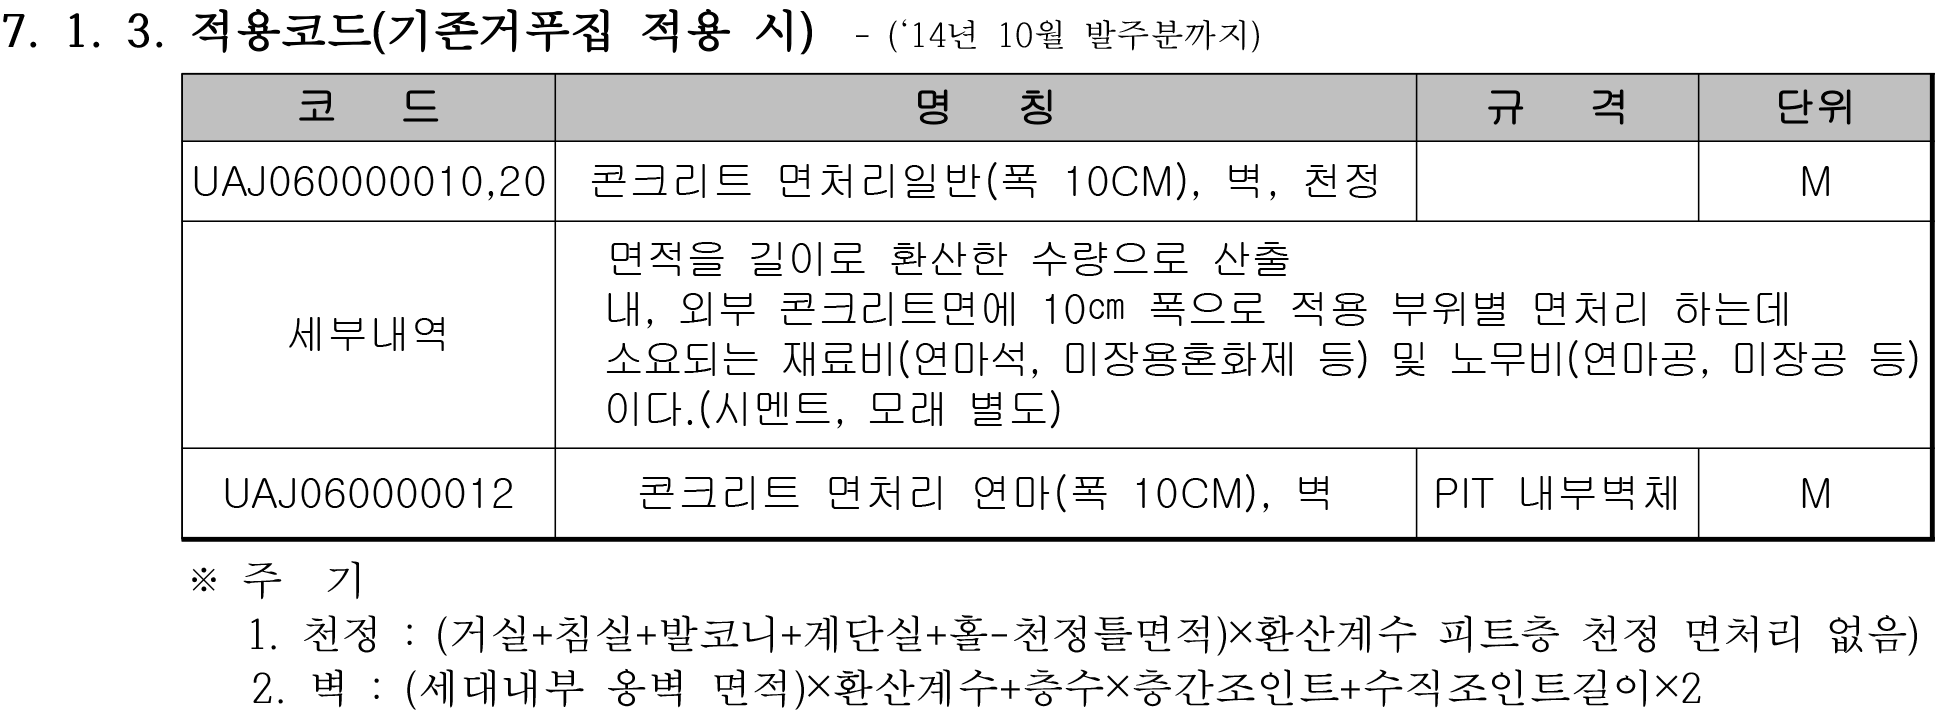 7. 1. 3. 적용코드(기존거푸집 적용 시) - (‘14년 10월 발주분까지)
코 드 명 칭 규 격 단위
UAJ060000010,20 콘크리트 면처리일반(폭 10CM), 벽, 천정 M
면적을 길이로 환산한 수량으로 산출
내, 외부 콘크리트면에 10㎝ 폭으로 적용 부위별 면처리 하는데
세부내역
소요되는 재료비(연마석, 미장용혼화제 등) 및 노무비(연마공, 미장공 등)
이다.(시멘트, 모래 별도)
UAJ060000012 콘크리트 면처리 연마(폭 10CM), 벽 PIT 내부벽체 M
※ 주 기
1. 천정 : (거실+침실+발코니+계단실+홀-천정틀면적)×환산계수 피트층 천정 면처리 없음)
2. 벽 : (세대내부 옹벽 면적)×환산계수+층수×층간조인트+수직조인트길이×2